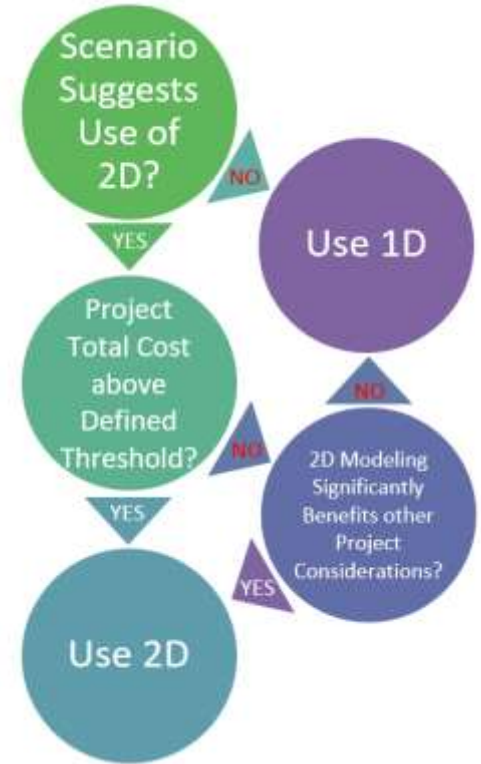 Scenario
Suggests
Use of
2D?
NO
YES
Use 1D
Project
Total Cost
above
Defined
Threshold?
NO
NO
2D Modeling
Significantly
Benefits other
Project
Considerations?
YES
YES
Use 2D